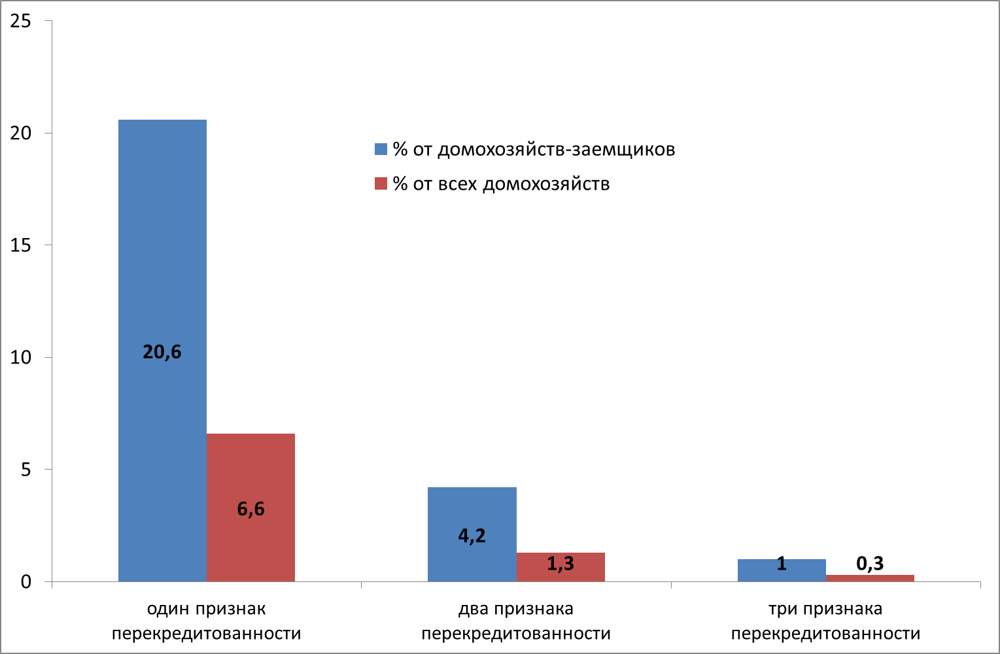 25
20
15
10
5
0
% от домохозяйств-заемщиков
% от всех домохозяйств
20,6
6,6
4,2
1,3
1
0,3
один признак
перекредитованности
два признака
перекредитованности
три признака
перекредитованности